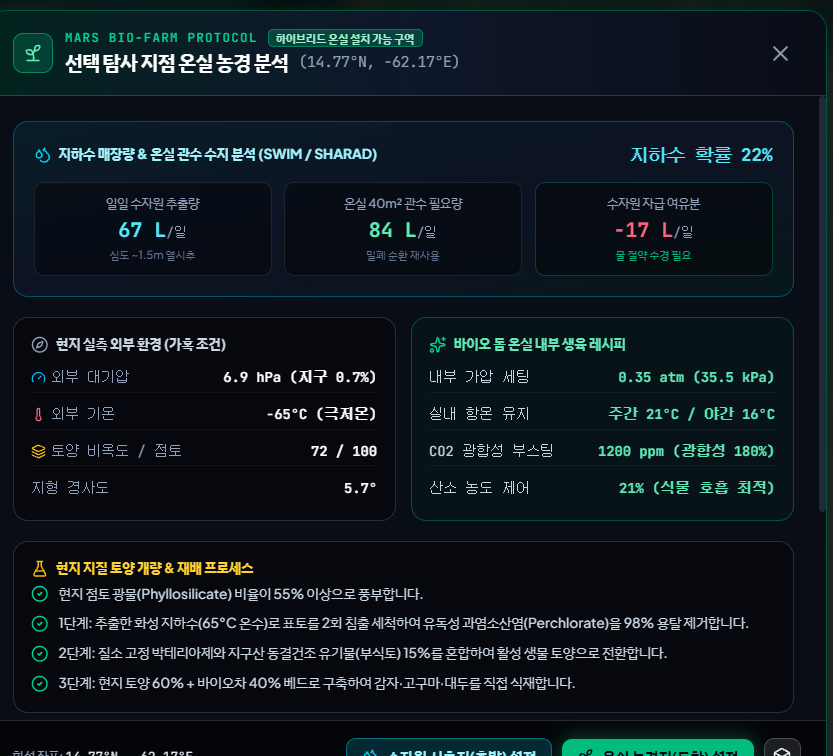 MARS BIO-FARM PROTOCOL 하이브리드 온실 설치 가능 구역
선택 탐사 지점 온실 농경 분석 (14.77°N, -62.17°E)
지하수 매장량 & 온실 관수 수지 분석 (SWIM / SHARAD) 지하수 확률 22%
일일 수자원 추출량
67 L/일
심도 ~1.5m 열시추
온실 40m² 관수 필요량
84 L/일
밀폐 순환 재사용
수자원 자급 여유분
-17 L/일
물 절약 수경 필요
현지 실측 외부 환경 (가혹 조건)
외부 대기압 6.9 hPa (지구 0.7%)
외부 기온 -65°C (극저온)
토양 비옥도 / 점토 72 / 100
지형 경사도 5.7°
바이오 돔 온실 내부 생육 레시피
내부 가압 세팅 0.35 atm (35.5 kPa)
실내 항온 유지 주간 21°C / 야간 16°C
CO2 광합성 부스팅 1200 ppm (광합성 180%)
산소 농도 제어 21% (식물 호흡 최적)
현지 지질 토양 개량 & 재배 프로세스
현지 점토 광물(Phyllosilicate) 비율이 55% 이상으로 풍부합니다.
1단계: 추출한 화성 지하수(65°C 온수)로 표토를 2회 침출 세척하여 유독성 과염소산염(Perchlorate)을 98% 용탈 제거합니다.
2단계: 질소 고정 박테리아제와 지구산 동결건조 유기물(부식토) 15%를 혼합하여 활성 생물 토양으로 전환합니다.
3단계: 현지 토양 60% + 바이오차 40% 베드로 구축하여 감자·고구마·대두를 직접 식재합니다.
14.77°N, -62.17°E